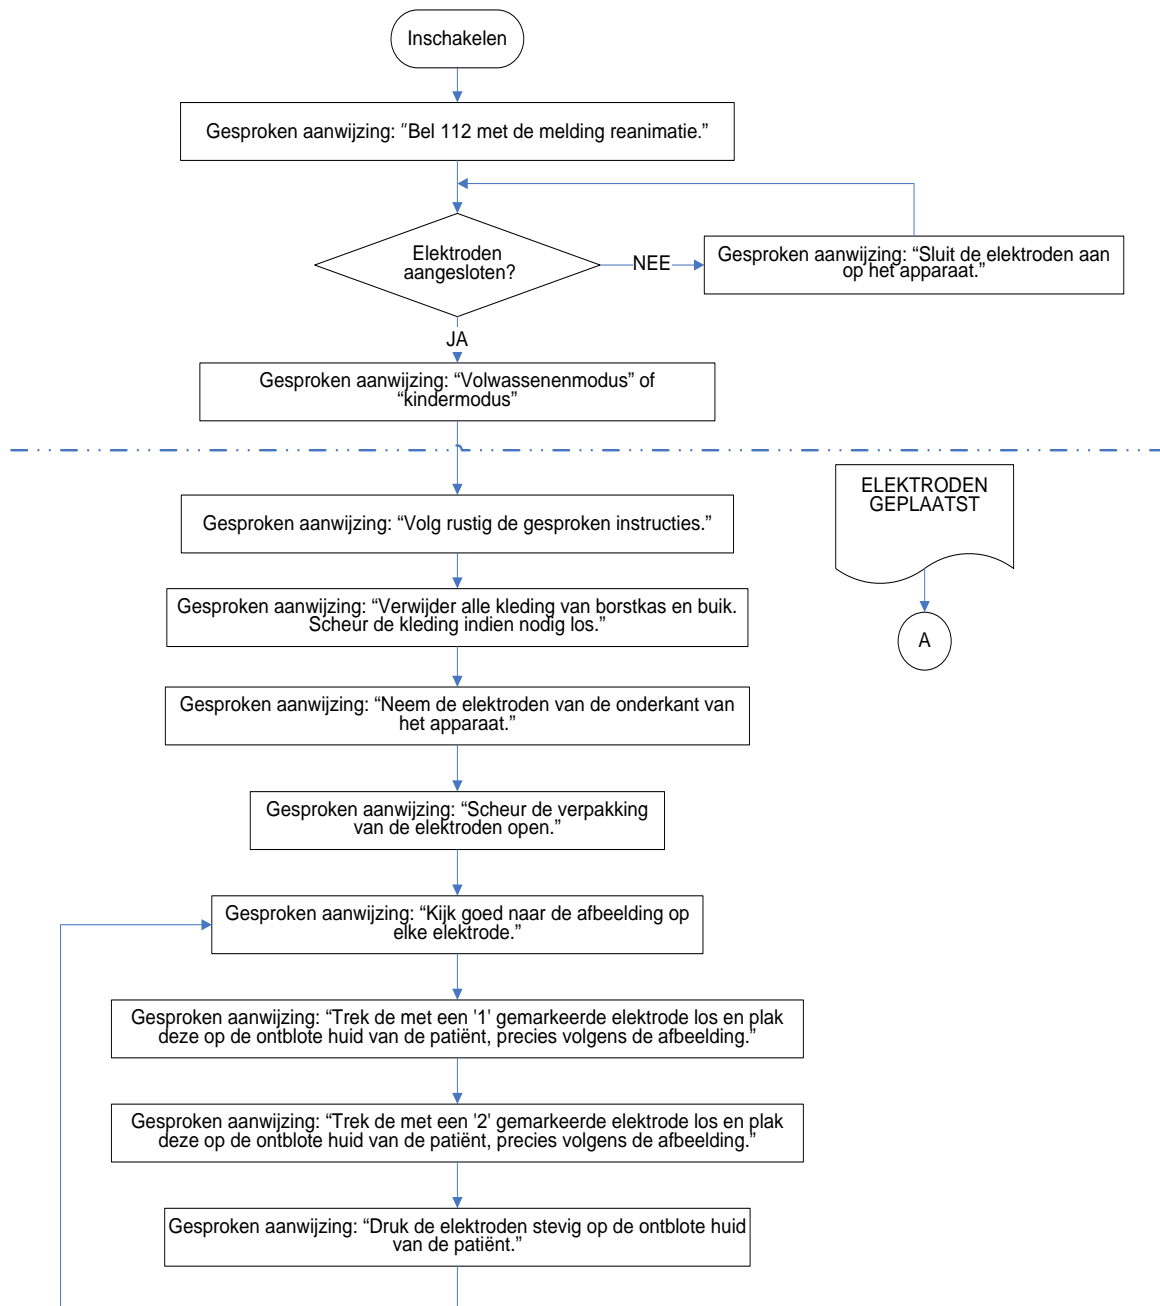 Inschakelen
Gesproken aanwijzing: “Bel 112 met de melding reanimatie.”
Elektroden
aangesloten?
NEE
Gesproken aanwijzing: “Sluit de elektroden aan
op het apparaat.”
JA
Gesproken aanwijzing: “Volwassenenmodus” of
“kindermodus”
ELEKTRODEN
GEPLAATST
A
Gesproken aanwijzing: “Volg rustig de gesproken instructies.”
Gesproken aanwijzing: “Verwijder alle kleding van borstkas en buik.
Scheur de kleding indien nodig los.”
Gesproken aanwijzing: “Neem de elektroden van de onderkant van
het apparaat.”
Gesproken aanwijzing: “Scheur de verpakking
van de elektroden open.”
Gesproken aanwijzing: “Kijk goed naar de afbeelding op
elke elektrode.”
Gesproken aanwijzing: “Trek de met een '1' gemarkeerde elektrode los en plak
deze op de ontblote huid van de patiënt, precies volgens de afbeelding.”
Gesproken aanwijzing: “Trek de met een '2' gemarkeerde elektrode los en plak
deze op de ontblote huid van de patiënt, precies volgens de afbeelding.”
Gesproken aanwijzing: “Druk de elektroden stevig op de ontblote huid
van de patiënt.”